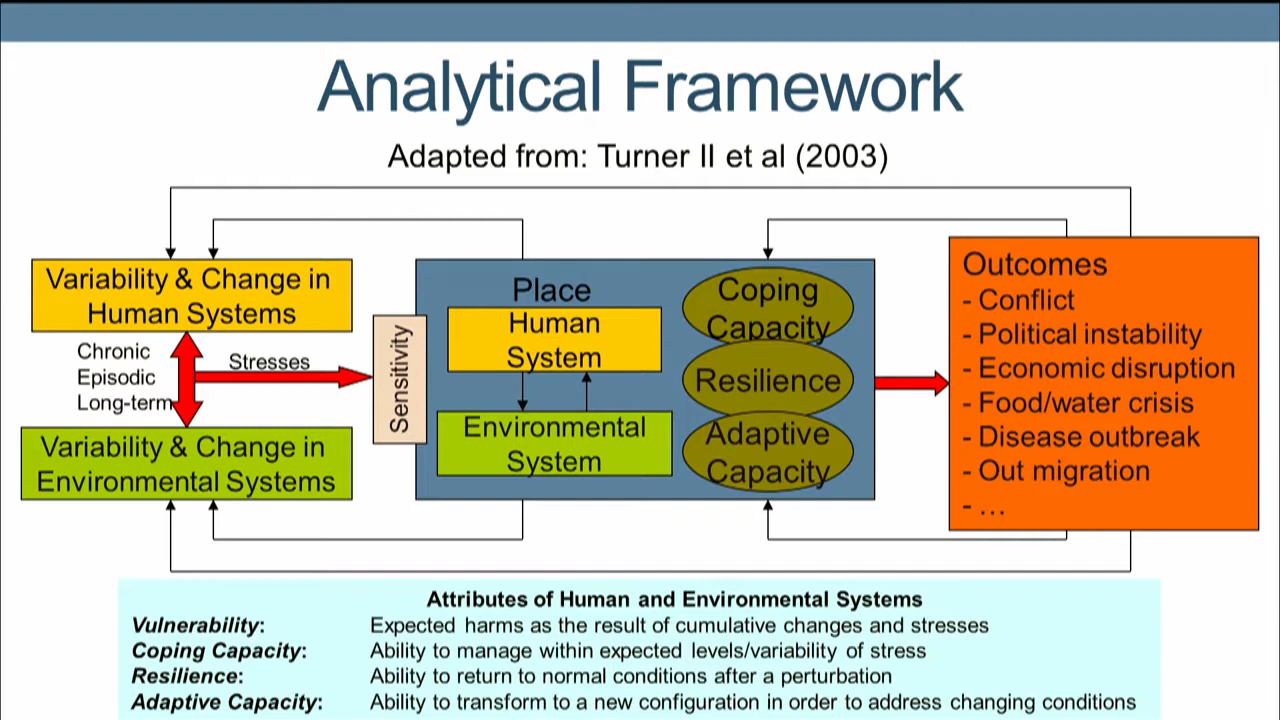 Analytical Framework
Adapted from: Turner II et al (2003)
Variability & Change in
Human Systems
Chronic
Episodic
Long-term
Stresses
Variability & Change in
Environmental Systems
Sensitivity
Place
Human
System
Environmental
System
Coping
Capacity
Resilience
Adaptive
Capacity
Outcomes
- Conflict
- Political instability
- Economic disruption
- Food/water crisis
- Disease outbreak
- Out migration
- …
Attributes of Human and Environmental Systems
Vulnerability: Expected harms as the result of cumulative changes and stresses
Coping Capacity: Ability to manage within expected levels/variability of stress
Resilience: Ability to return to normal conditions after a perturbation
Adaptive Capacity: Ability to transform to a new configuration in order to address changing conditions